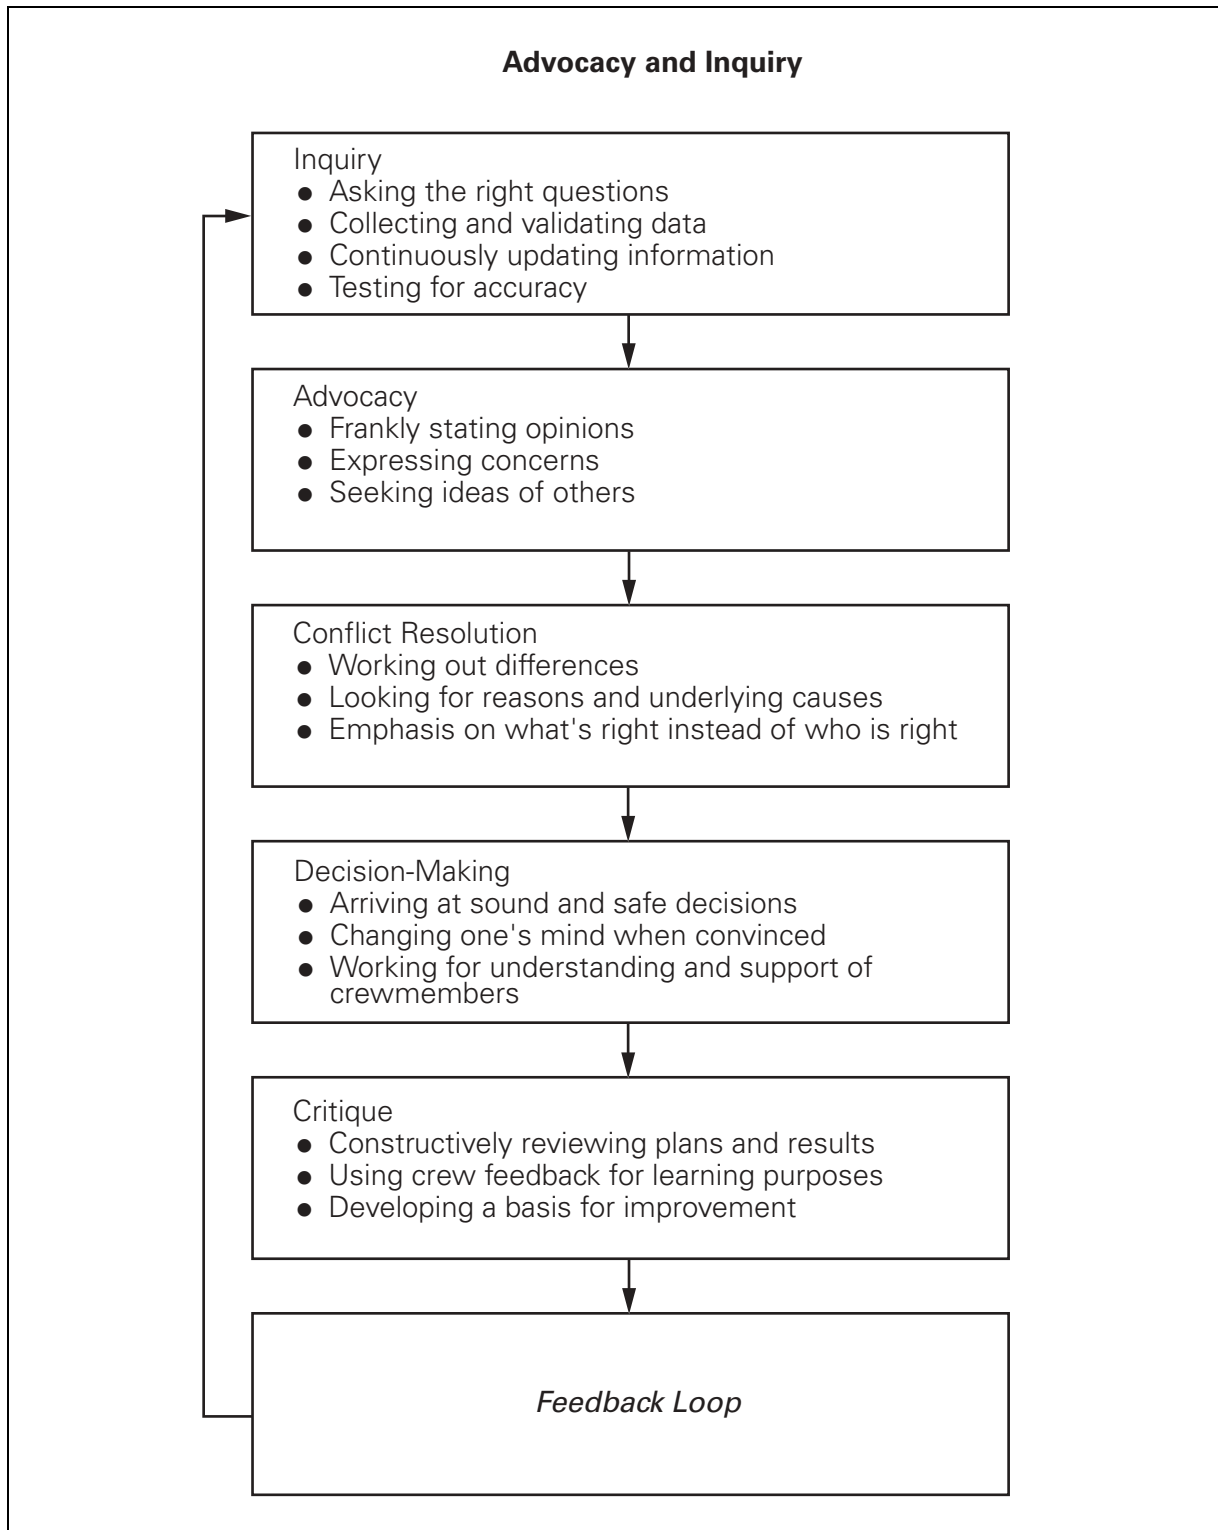 Advocacy and Inquiry
Inquiry
● Asking the right questions
● Collecting and validating data
● Continuously updating information
● Testing for accuracy
Advocacy
● Frankly stating opinions
● Expressing concerns
● Seeking ideas of others
Conflict Resolution
● Working out differences
● Looking for reasons and underlying causes
● Emphasis on what's right instead of who is right
Decision-Making
● Arriving at sound and safe decisions
● Changing one's mind when convinced
● Working for understanding and support of
crewmembers
Critique
● Constructively reviewing plans and results
● Using crew feedback for learning purposes
● Developing a basis for improvement
Feedback Loop